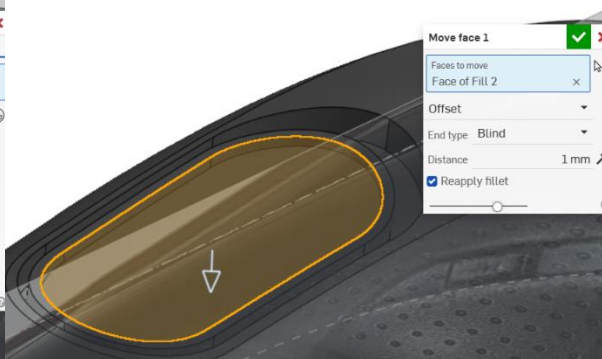 Move face 1
Faces to move
Face of Fill 2
Offset
End type Blind
Distance 1 mm
Reapply fillet